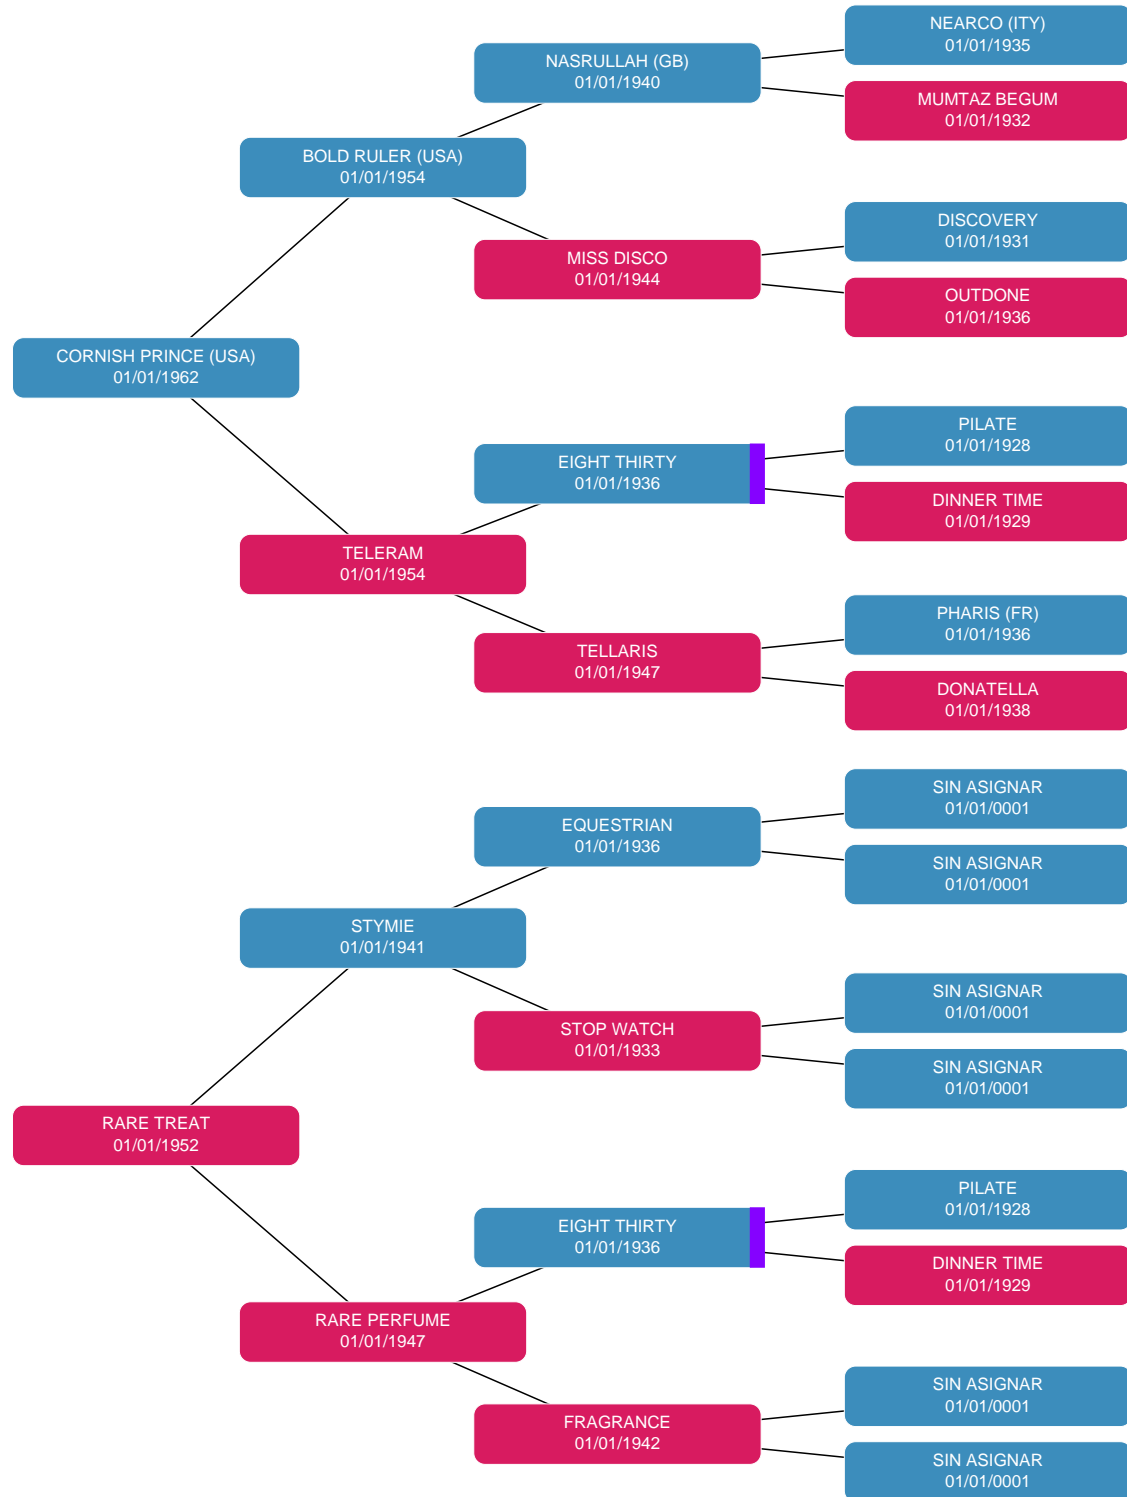 NEARCO (ITY)
01/01/1935
NASRULLAH (GB)
01/01/1940
MUMTAZ BEGUM
01/01/1932
BOLD RULER (USA)
01/01/1954
DISCOVERY
01/01/1931
MISS DISCO
01/01/1944
OUTDONE
01/01/1936
CORNISH PRINCE (USA)
01/01/1962
PILATE
01/01/1928
EIGHT THIRTY
01/01/1936
DINNER TIME
01/01/1929
TELERAM
01/01/1954
PHARIS (FR)
01/01/1936
TELLARIS
01/01/1947
DONATELLA
01/01/1938
SIN ASIGNAR
01/01/0001
EQUESTRIAN
01/01/1936
SIN ASIGNAR
01/01/0001
STYMIE
01/01/1941
SIN ASIGNAR
01/01/0001
STOP WATCH
01/01/1933
SIN ASIGNAR
01/01/0001
RARE TREAT
01/01/1952
PILATE
01/01/1928
EIGHT THIRTY
01/01/1936
DINNER TIME
01/01/1929
RARE PERFUME
01/01/1947
SIN ASIGNAR
01/01/0001
FRAGRANCE
01/01/1942
SIN ASIGNAR
01/01/0001